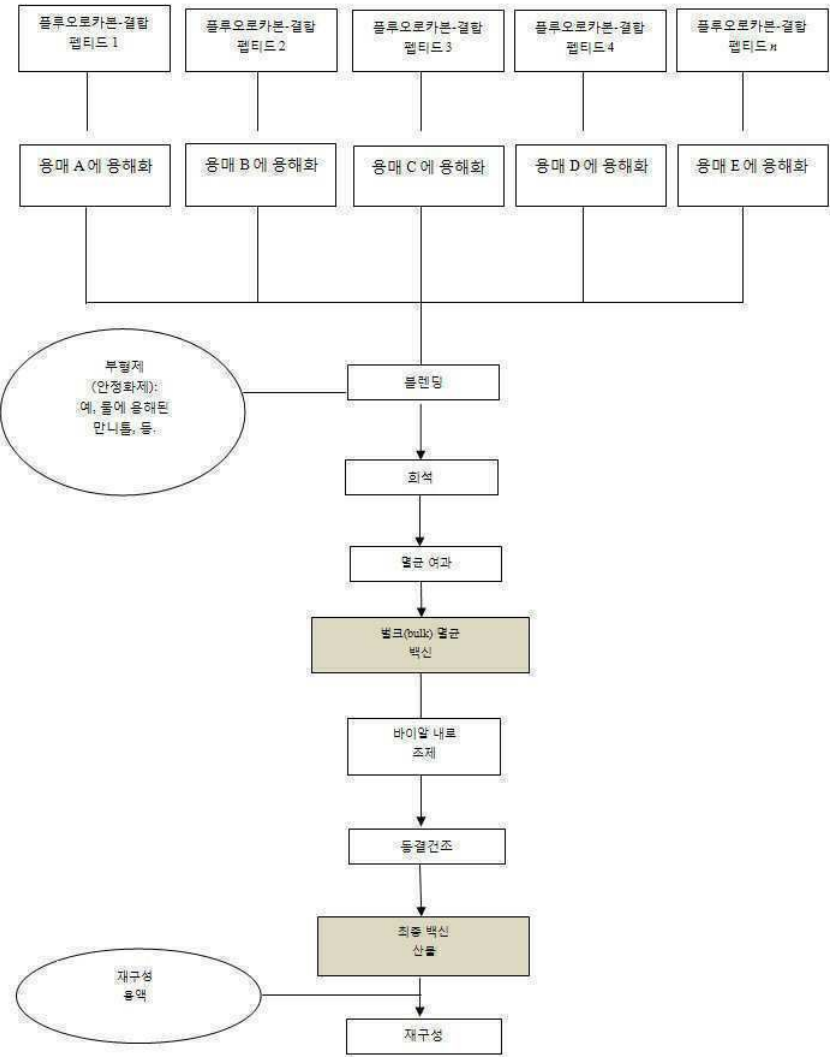 플루오로카본-결합
펩티드 1
플루오로카본-결합
펩티드 2
플루오로카본-결합
펩티드 3
플루오로카본-결합
펩티드 4
플루오로카본-결합
펩티드 n
용매 A 에 용해화
용매 B 에 용해화
용매 C 에 용해화
용매 D 에 용해화
용매 E 에 용해화
부형제
(안정화제):
예, 물에 용해된
만니톨, 등.
블렌딩
희석
멸균 여과
벌크(bulk) 멸균
백신
바이알 내로
조제
동결건조
최종 백신
산물
재구성
용액
재구성